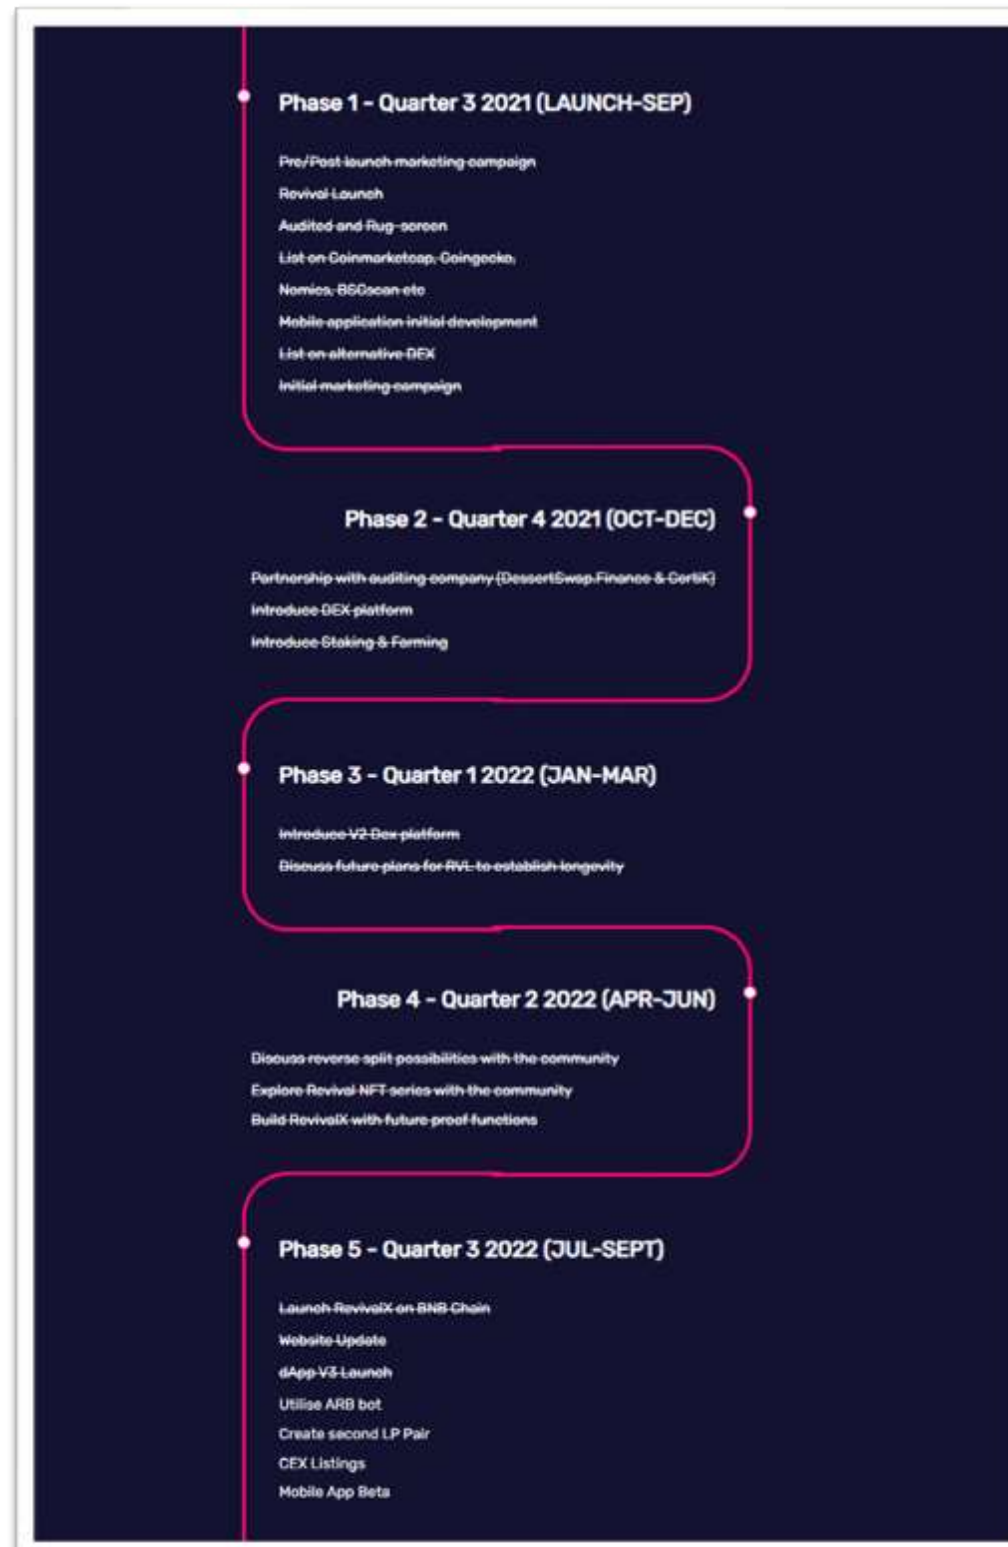 Phase 1 - Quarter 3 2021 (LAUNCH-SEP)
Pre/Post launch marketing campaign
Revival Launch
Audited and Rug-screen
List on Coinmarketcap, Coingecko,
Nomics, BSCscan etc
Mobile application initial development
List on alternative DEX
Initial marketing campaign
Phase 2 - Quarter 4 2021 (OCT-DEC)
Partnership with auditing company (DessertSwap.Finance & CertiK)
Introduce DEX platform
Introduce Staking & Farming
Phase 3 - Quarter 1 2022 (JAN-MAR)
Introduce V2 Dex platform
Discuss future plans for RVL to establish longevity
Phase 4 - Quarter 2 2022 (APR-JUN)
Discuss reverse split possibilities with the community
Explore Revival NFT series with the community
Build RevivalX with future proof functions
Phase 5 - Quarter 3 2022 (JUL-SEPT)
Launch RevivalX on BNB Chain
Website Update
dApp V3 Launch
Utilise ARB bot
Create second LP Pair
CEX Listings
Mobile App Beta